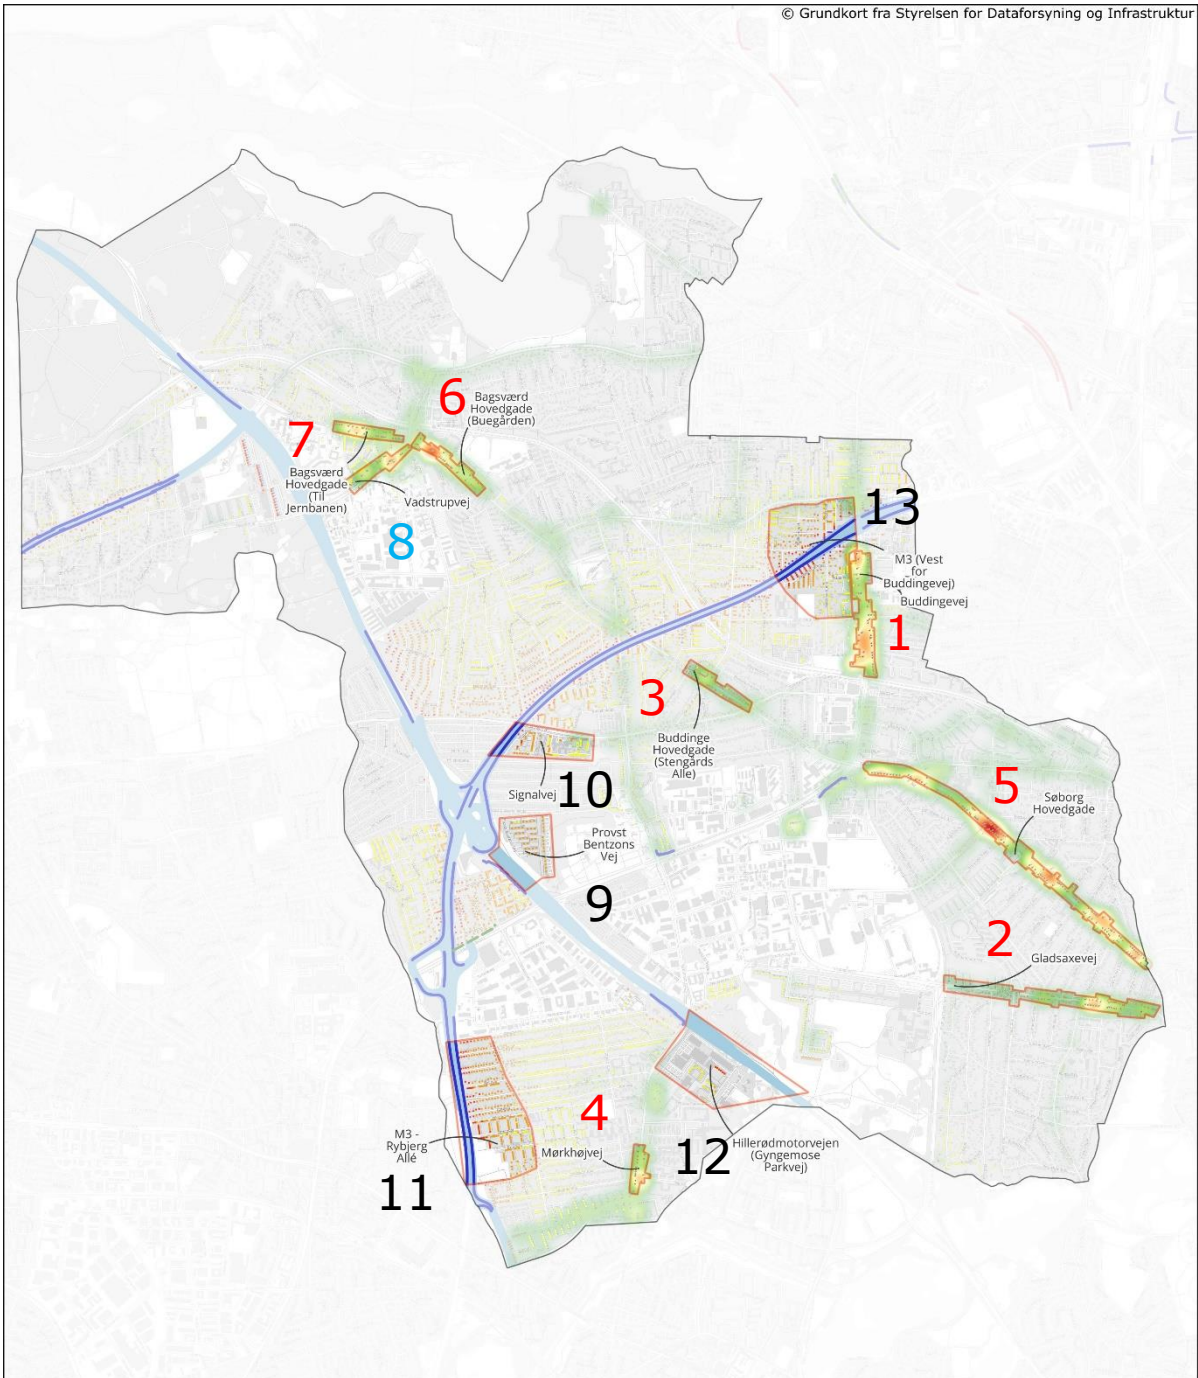 © Grundkort fra Styrelsen for Dataforsyning og Infrastruktur
6
Bagsværd
Hovedgade
(Buegården)
7
Bagsværd
Hovedgade
(Til
Jernbanen)
Vadstrupvej
8
13
M3 (Vest
for
Buddingevej)
Buddingevej
1
3
Buddinge
Hovedgade
(Stengårds
Alle)
Signalvej
10
5
Søborg
Hovedgade
Provst
Bentzons
Vej
9
2
Gladsaxevej
4
M3 -
Rybjerg
Allé
Mørkhøjvej
12
Hillerødmotorvejen
(Gyngemose
Parkvej)
11